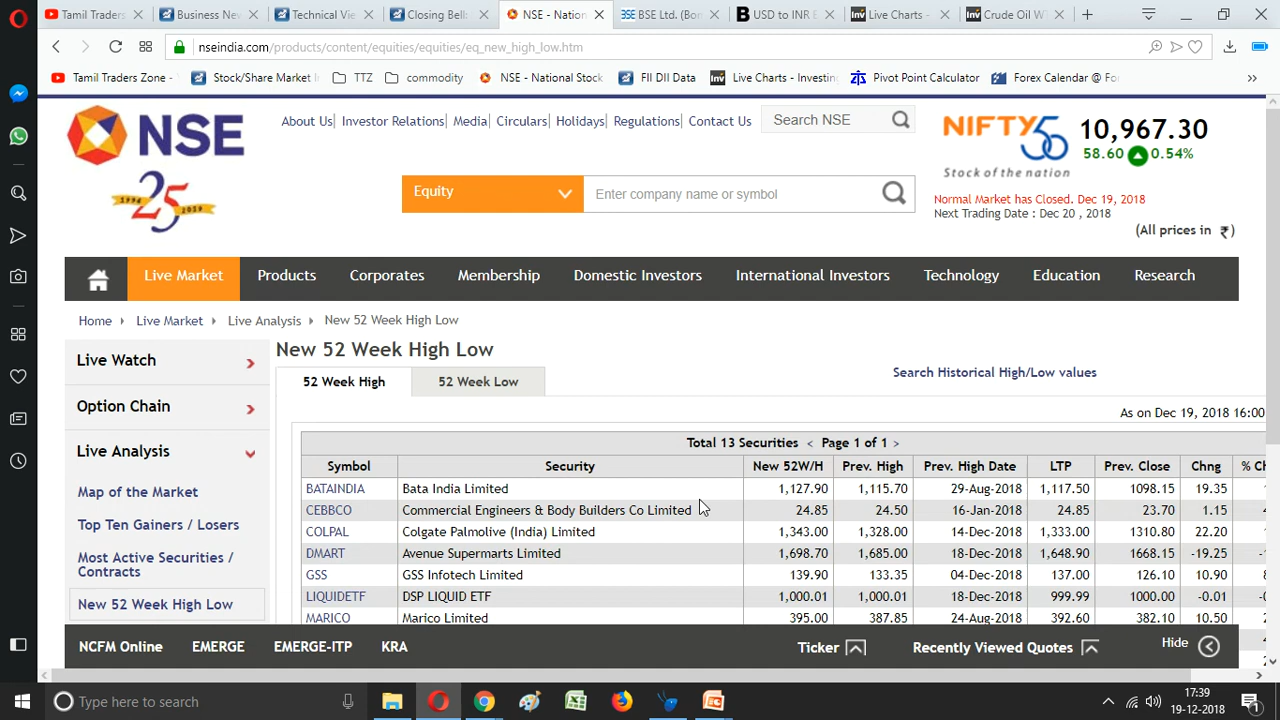 Tamil Traders Z
Business Nev
Technical Vie
Closing Bell:
NSE - Nation
BSE Ltd. (Bom
USD to INR E
Live Charts -
Crude Oil W
nseindia.com/products/content/equities/equities/eq_new_high_low.htm
Tamil Traders Zone -
Stock/Share Market
TTZ
commodity
NSE - National Stock
FII DII Data
Live Charts - Investin
Pivot Point Calculator
Forex Calendar @ Fo
NSE
1994 25 2019
About Us| Investor Relations| Media| Circulars| Holidays| Regulations| Contact Us
Search NSE
NIFTY50
Stock of the nation
10,967.30
58.60 0.54%
Equity
Enter company name or symbol
Normal Market has Closed. Dec 19, 2018
Next Trading Date : Dec 20 , 2018
(All prices in ₹)
Live Market Products Corporates Membership Domestic Investors International Investors Technology Education Research
Home Live Market Live Analysis New 52 Week High Low
Live Watch
Option Chain
Live Analysis
Map of the Market
Top Ten Gainers / Losers
Most Active Securities /
Contracts
New 52 Week High Low
New 52 Week High Low
52 Week High 52 Week Low
Search Historical High/Low values
As on Dec 19, 2018 16:00
Total 13 Securities < Page 1 of 1 >
Symbol Security New 52W/H Prev. High Prev. High Date LTP Prev. Close Chng % Ch
BATAINDIA Bata India Limited 1,127.90 1,115.70 29-Aug-2018 1,117.50 1098.15 19.35
CEBBCO Commercial Engineers & Body Builders Co Limited 24.85 24.50 16-Jan-2018 24.85 23.70 1.15
COLPAL Colgate Palmolive (India) Limited 1,343.00 1,328.00 14-Dec-2018 1,333.00 1310.80 22.20
DMART Avenue Supermarts Limited 1,698.70 1,685.00 18-Dec-2018 1,648.90 1668.15 -19.25
GSS GSS Infotech Limited 139.90 133.35 04-Dec-2018 137.00 126.10 10.90
LIQUIDETF DSP LIQUID ETF 1,000.01 1,000.01 18-Dec-2018 999.99 1000.00 -0.01
MARICO Marico Limited 395.00 387.85 24-Aug-2018 392.60 382.10 10.50
NCFM Online EMERGE EMERGE-ITP KRA
Ticker
Recently Viewed Quotes
Hide
Type here to search
17:39
19-12-2018